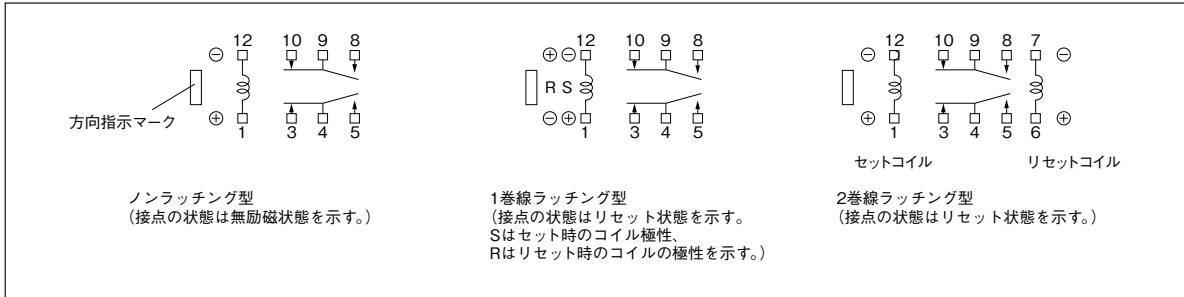 12 10 9 8
⊖
⊕
1 3 4 5
方向指示マーク
ノンラッチング型
(接点の状態は無励磁状態を示す。)
12 10 9 8
⊕⊖
R S
⊖⊕
1 3 4 5
1巻線ラッチング型
(接点の状態はリセット状態を示す。
Sはセット時のコイル極性、
Rはリセット時のコイルの極性を示す。)
12 10 9 8 7
⊖ ⊖
⊕ ⊕
1 3 4 5 6
セットコイル リセットコイル
2巻線ラッチング型
(接点の状態はリセット状態を示す。)